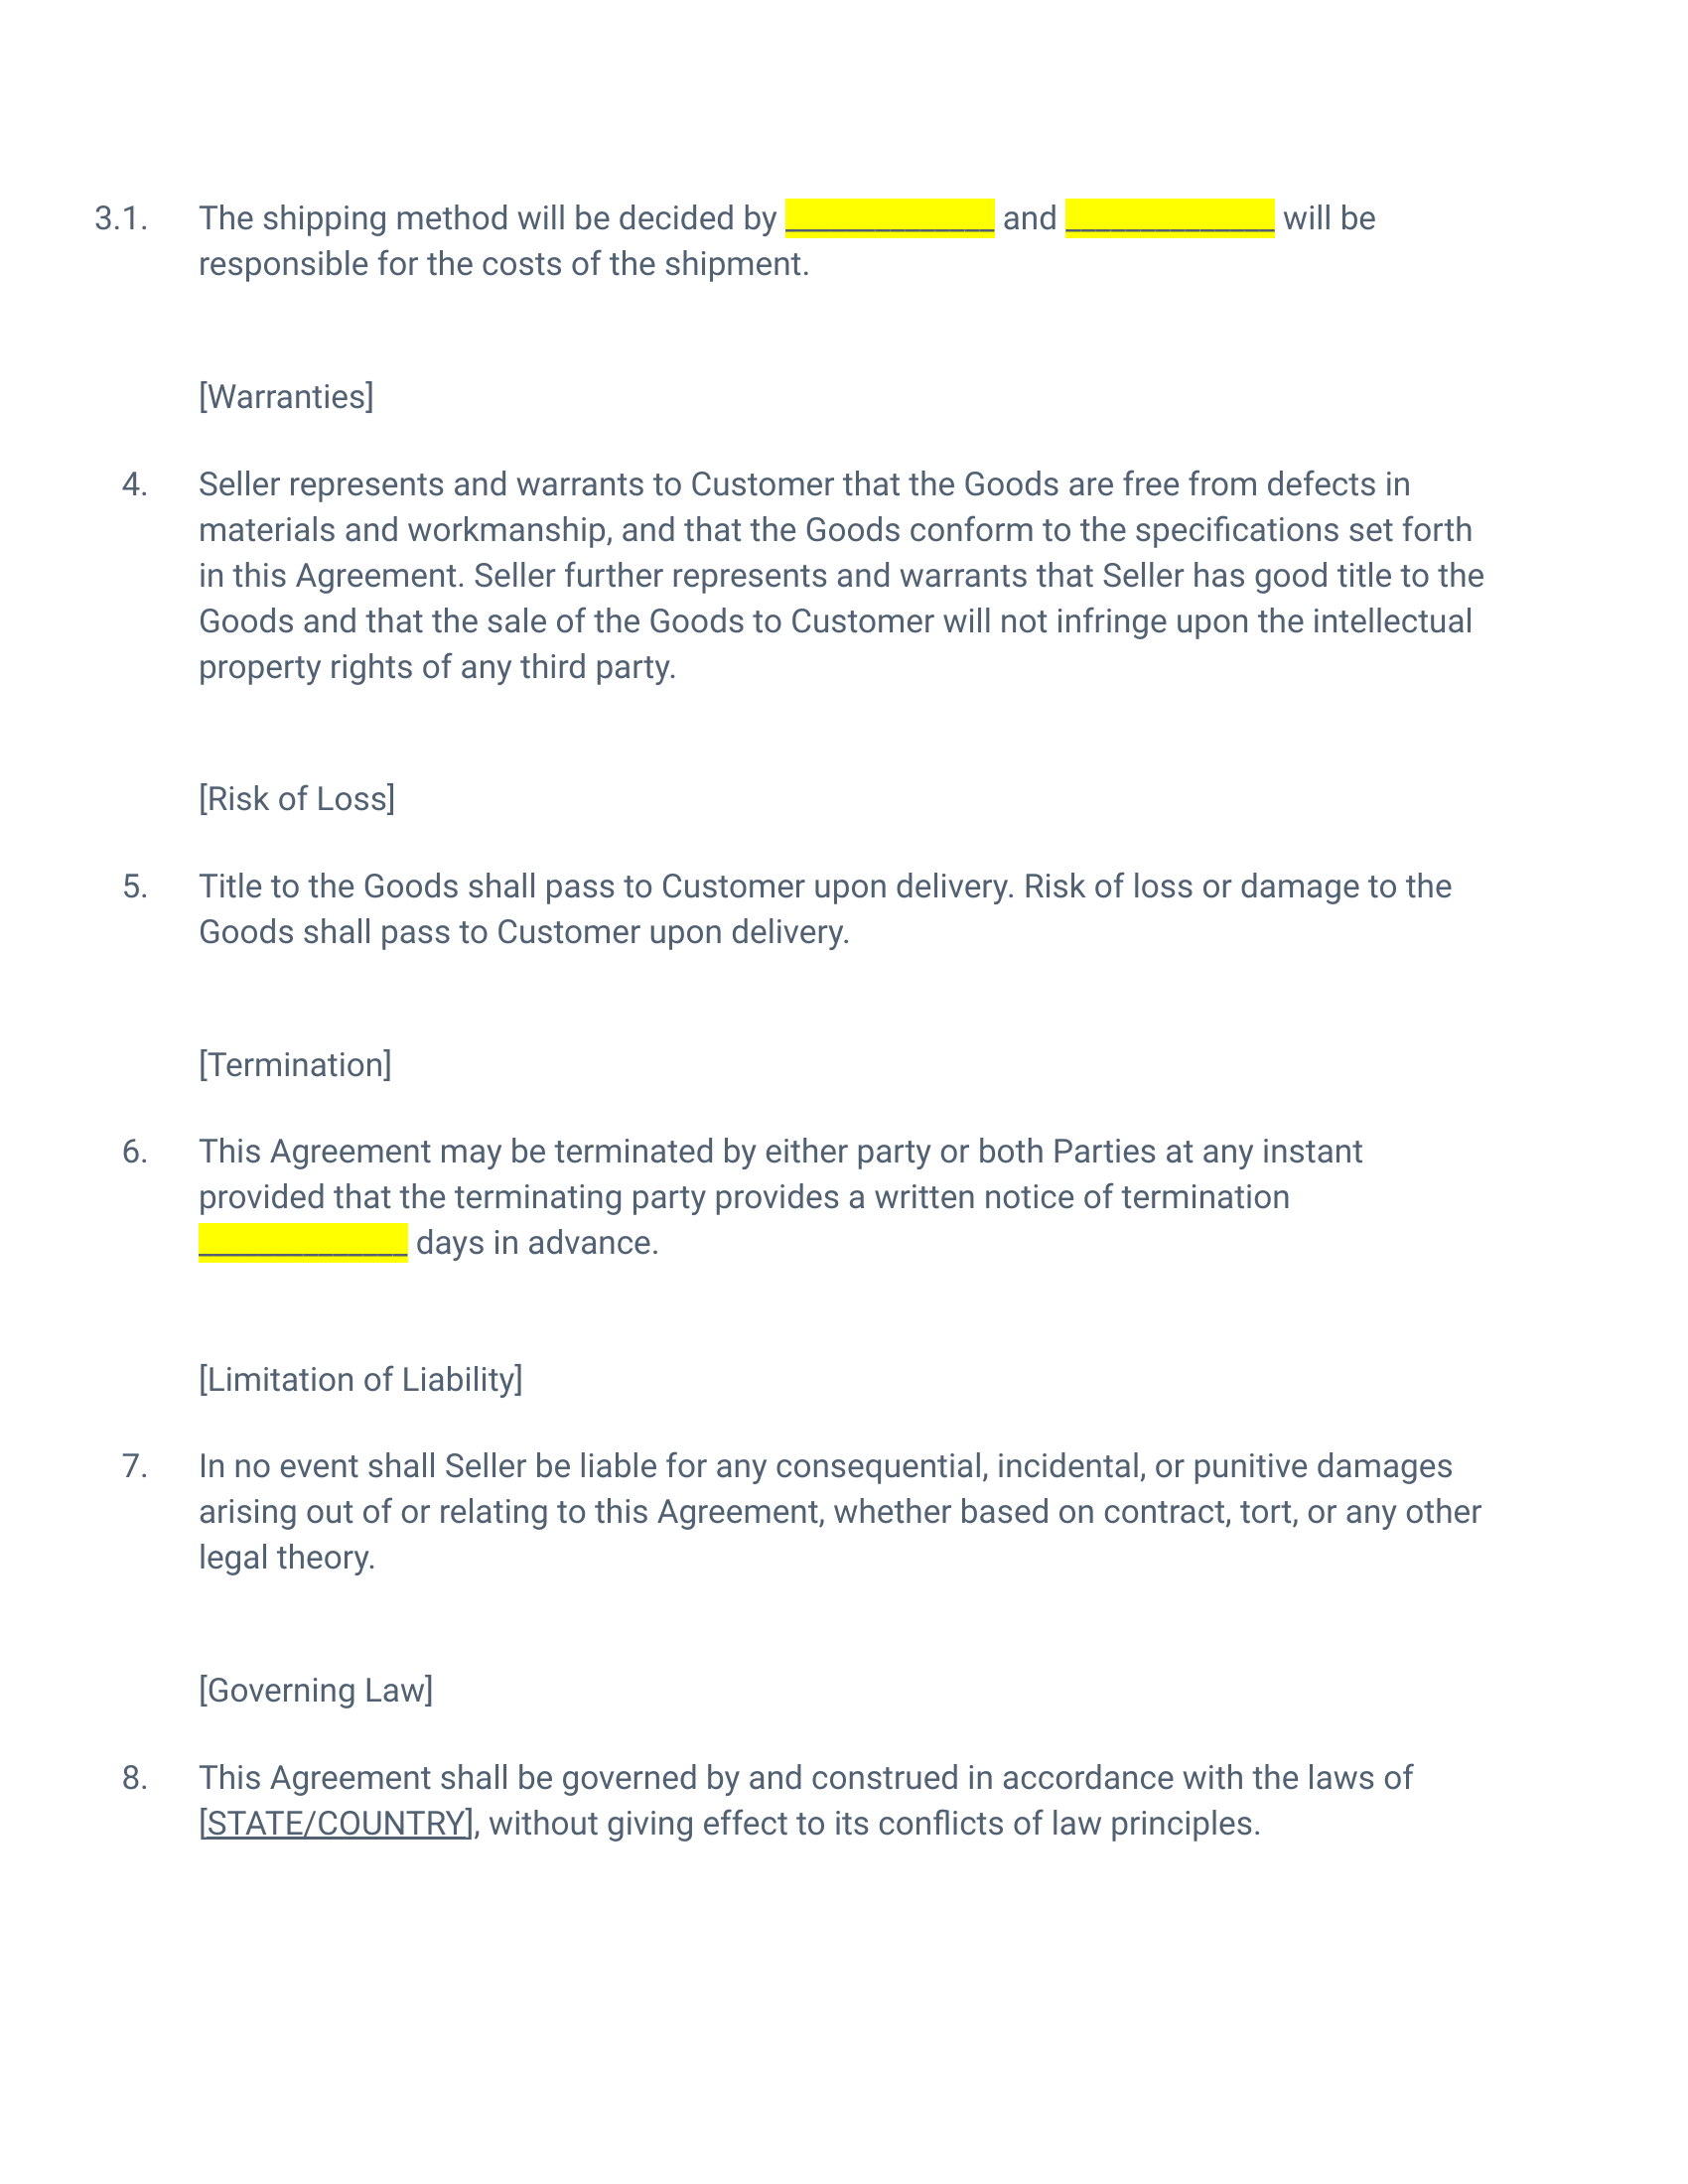 3.1. The shipping method will be decided by ______________ and ______________ will be
responsible for the costs of the shipment.
[Warranties]
4. Seller represents and warrants to Customer that the Goods are free from defects in
materials and workmanship, and that the Goods conform to the specifications set forth
in this Agreement. Seller further represents and warrants that Seller has good title to the
Goods and that the sale of the Goods to Customer will not infringe upon the intellectual
property rights of any third party.
[Risk of Loss]
5. Title to the Goods shall pass to Customer upon delivery. Risk of loss or damage to the
Goods shall pass to Customer upon delivery.
[Termination]
6. This Agreement may be terminated by either party or both Parties at any instant
provided that the terminating party provides a written notice of termination
______________ days in advance.
[Limitation of Liability]
7. In no event shall Seller be liable for any consequential, incidental, or punitive damages
arising out of or relating to this Agreement, whether based on contract, tort, or any other
legal theory.
[Governing Law]
8. This Agreement shall be governed by and construed in accordance with the laws of
[STATE/COUNTRY], without giving effect to its conflicts of law principles.